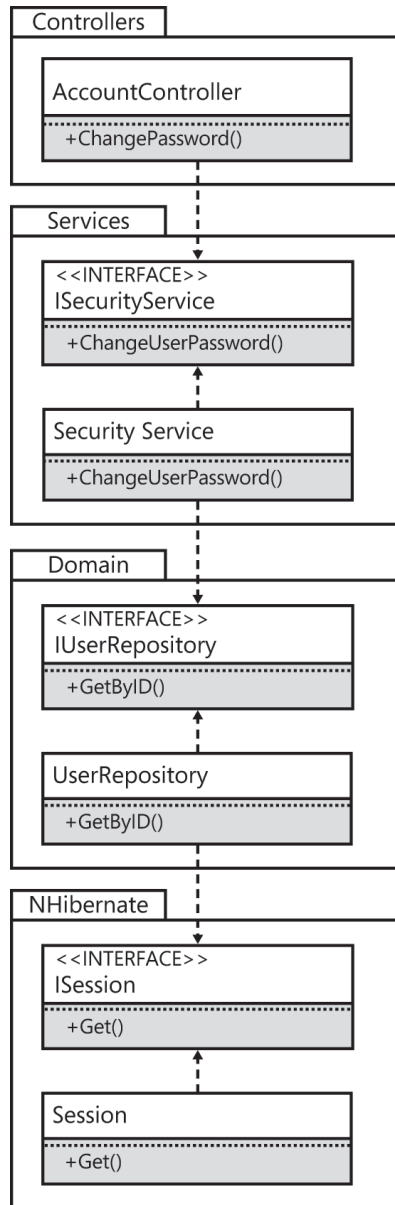 Controllers
AccountController
+ChangePassword()
Services
<<INTERFACE>>
ISecurityService
+ChangeUserPassword()
Security Service
+ChangeUserPassword()
Domain
<<INTERFACE>>
IUserRepository
+GetByID()
UserRepository
+GetByID()
NHibernate
<<INTERFACE>>
ISession
+Get()
Session
+Get()